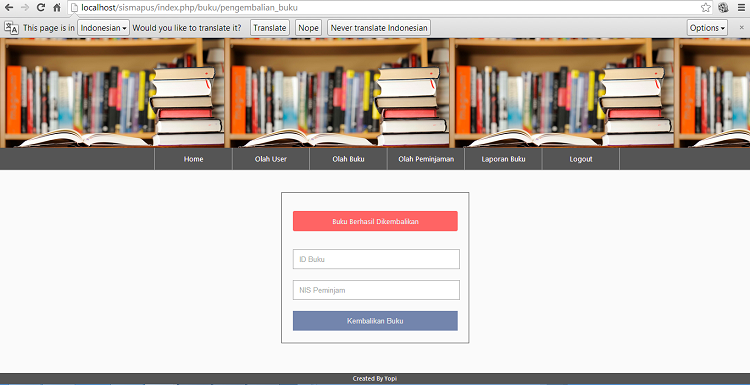 localhost/sismapus/index.php/buku/pengembalian_buku
This page is in Indonesian Would you like to translate it? Translate Nope Never translate Indonesian Options
Home Olah User Olah Buku Olah Peminjaman Laporan Buku Logout
Buku Berhasil Dikembalikan
ID Buku
NIS Peminjam
Kembalikan Buku
Created By Yopi